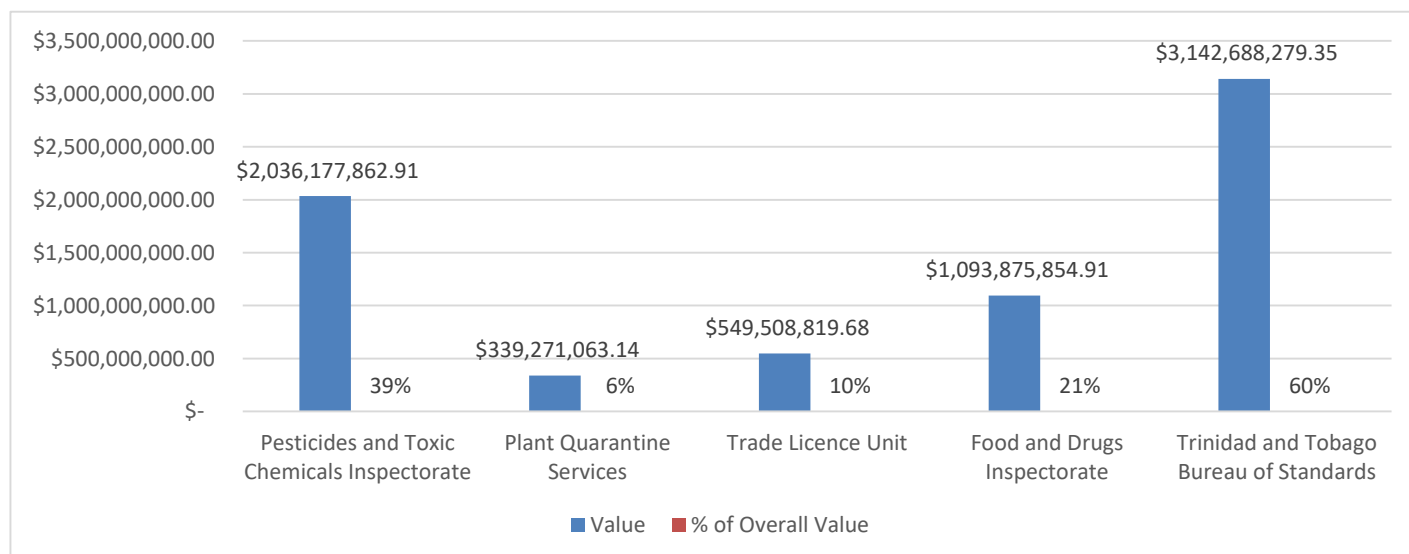 $3,500,000,000.00
$3,000,000,000.00
$2,500,000,000.00
$2,000,000,000.00
$1,500,000,000.00
$1,000,000,000.00
$500,000,000.00
$-
$2,036,177,862.91
$339,271,063.14
$549,508,819.68
$1,093,875,854.91
$3,142,688,279.35
39%
6%
10%
21%
60%
Pesticides and Toxic
Chemicals Inspectorate
Plant Quarantine
Services
Trade Licence Unit
Food and Drugs
Inspectorate
Trinidad and Tobago
Bureau of Standards
Value
% of Overall Value